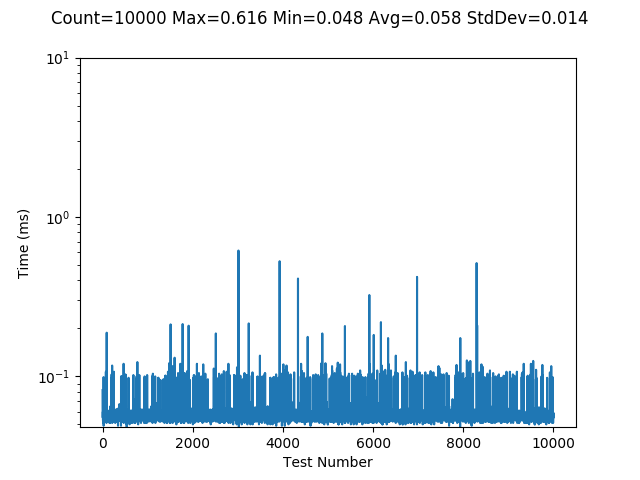 Count=10000 Max=0.616 Min=0.048 Avg=0.058 StdDev=0.014
10¹
10⁰
10⁻¹
Time (ms)
0 2000 4000 6000 8000 10000
Test Number